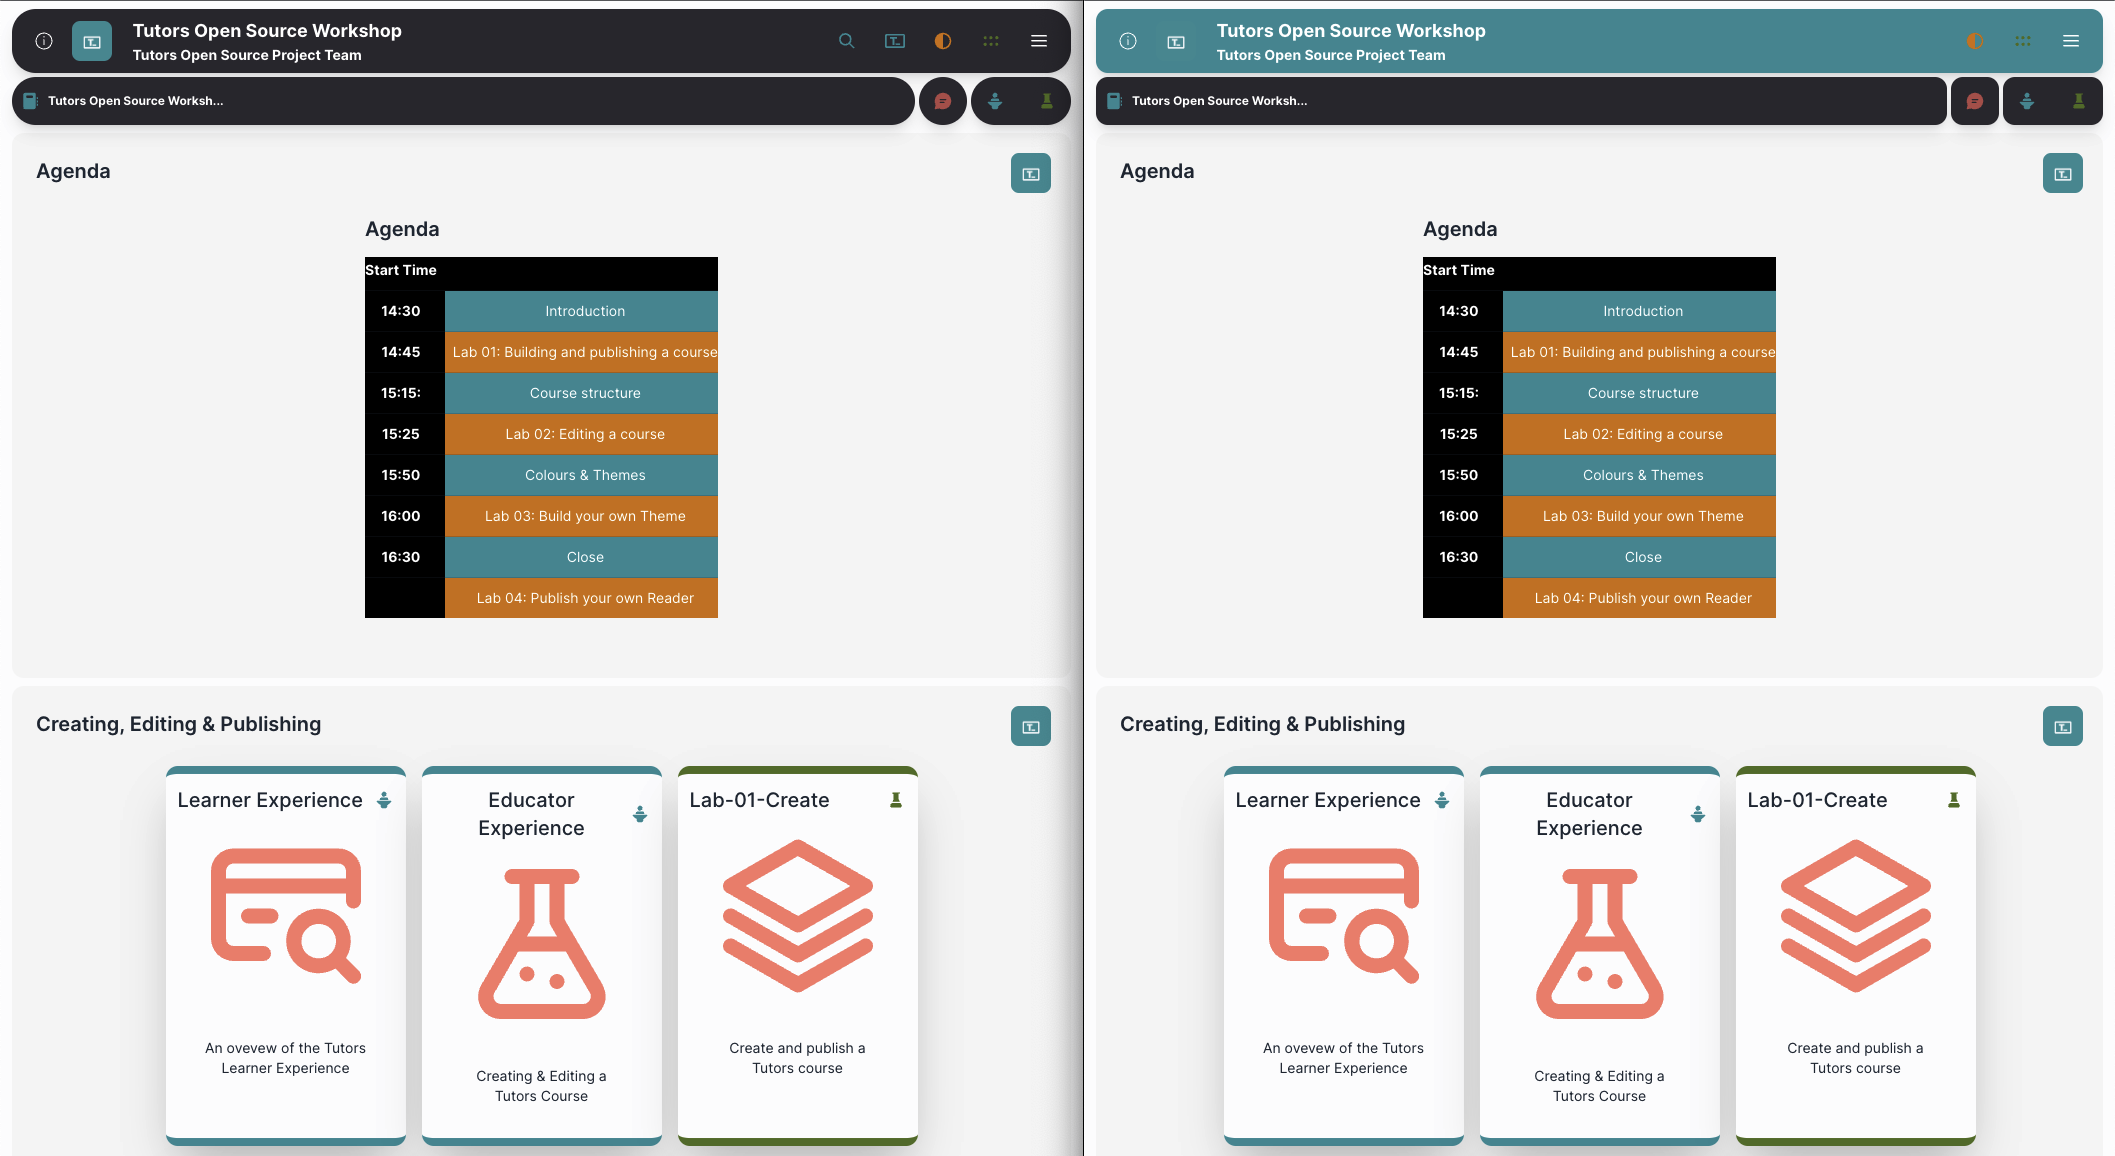 Tutors Open Source Workshop
Tutors Open Source Project Team
Tutors Open Source Worksh...
Agenda
Agenda
Start Time
14:30 Introduction
14:45 Lab 01: Building and publishing a course
15:15: Course structure
15:25 Lab 02: Editing a course
15:50 Colours & Themes
16:00 Lab 03: Build your own Theme
16:30 Close
Lab 04: Publish your own Reader
Creating, Editing & Publishing
Learner Experience
An ovevew of the Tutors
Learner Experience
Educator
Experience
Creating & Editing a
Tutors Course
Lab-01-Create
Create and publish a
Tutors course
Tutors Open Source Workshop
Tutors Open Source Project Team
Tutors Open Source Worksh...
Agenda
Agenda
Start Time
14:30 Introduction
14:45 Lab 01: Building and publishing a course
15:15: Course structure
15:25 Lab 02: Editing a course
15:50 Colours & Themes
16:00 Lab 03: Build your own Theme
16:30 Close
Lab 04: Publish your own Reader
Creating, Editing & Publishing
Learner Experience
An ovevew of the Tutors
Learner Experience
Educator
Experience
Creating & Editing a
Tutors Course
Lab-01-Create
Create and publish a
Tutors course